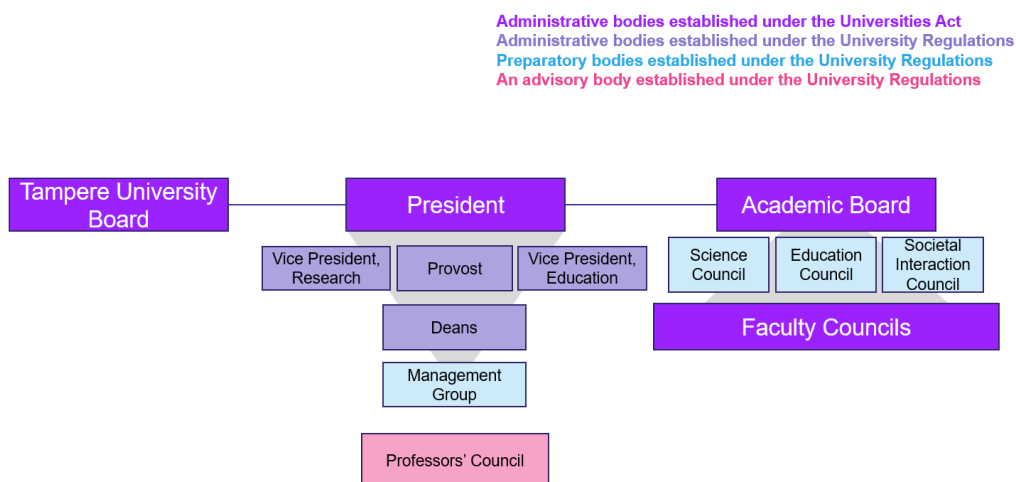 Administrative bodies established under the Universities Act
Administrative bodies established under the University Regulations
Preparatory bodies established under the University Regulations
An advisory body established under the University Regulations
Tampere University
Board
President
Academic Board
Vice President,
Research
Provost
Vice President,
Education
Science
Council
Education
Council
Societal
Interaction
Council
Deans
Faculty Councils
Management
Group
Professors’ Council